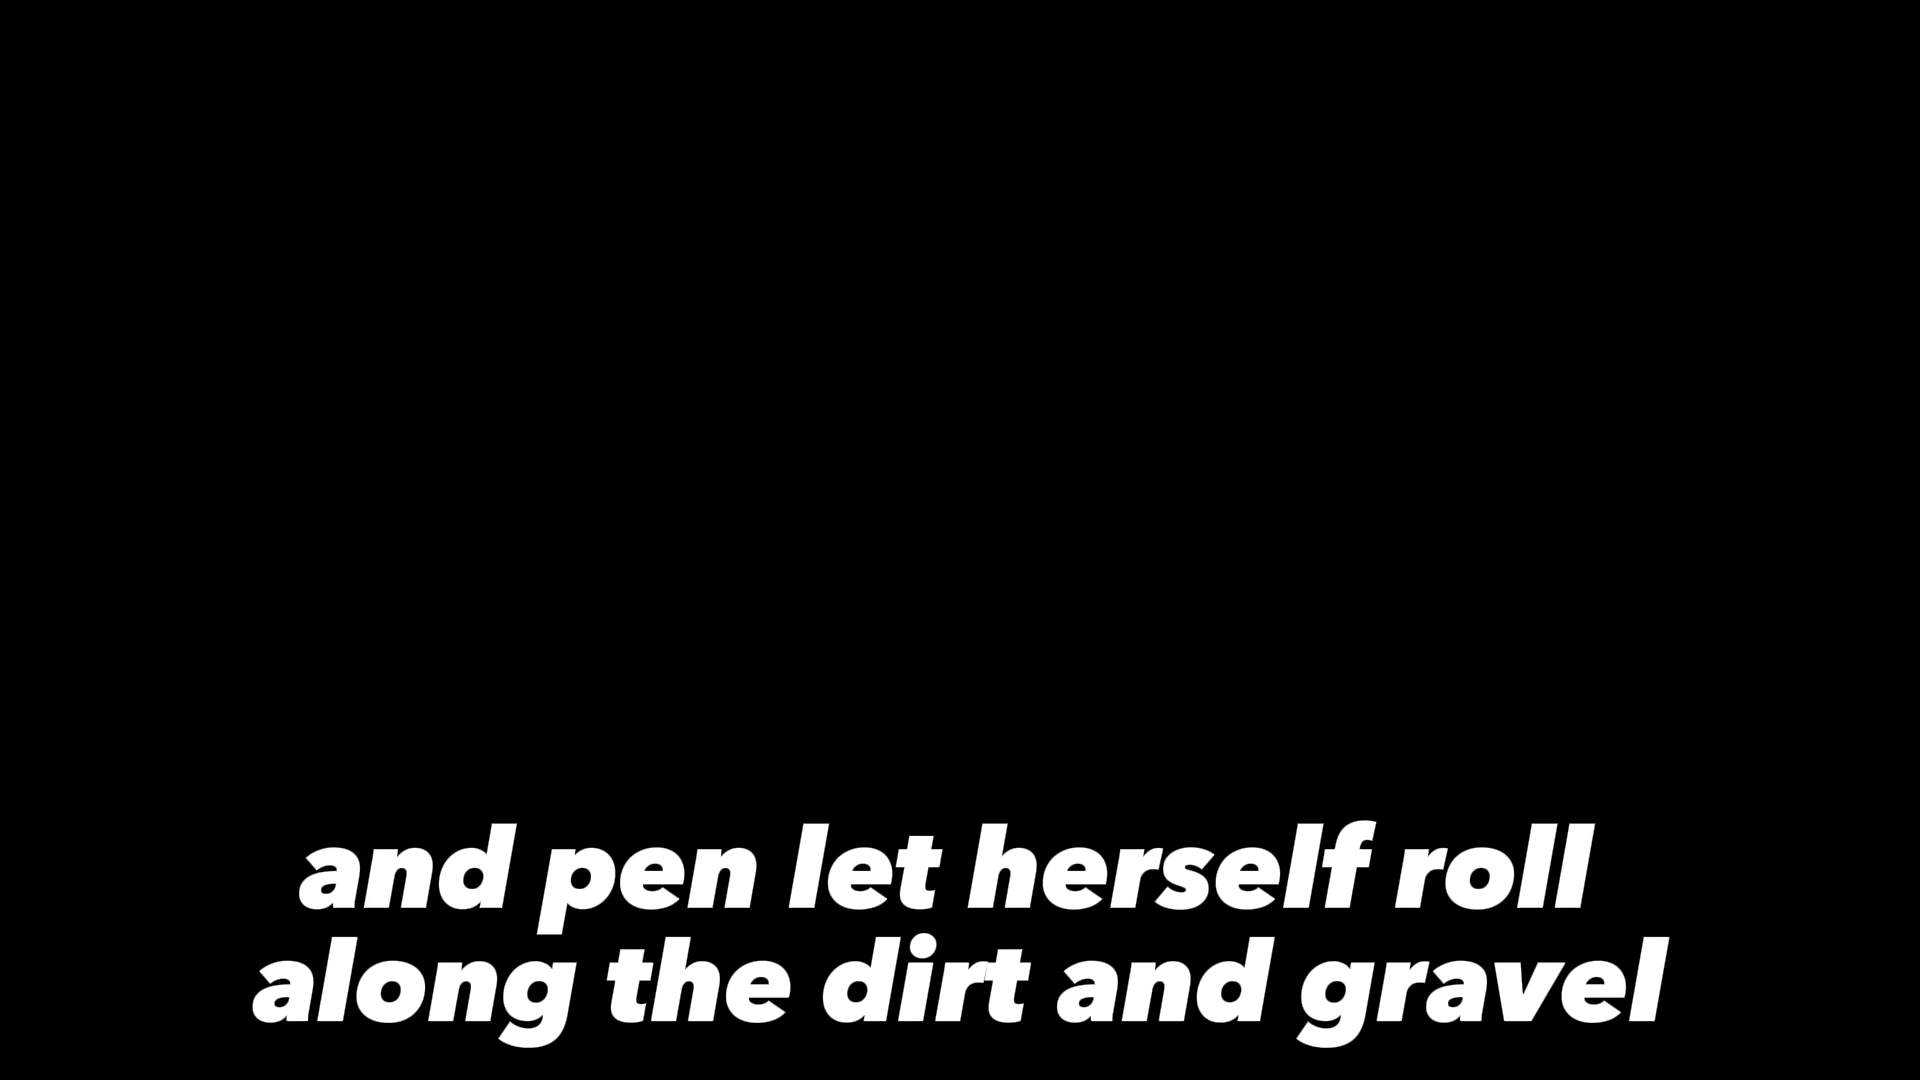 and pen let herself roll
along the dirt and gravel